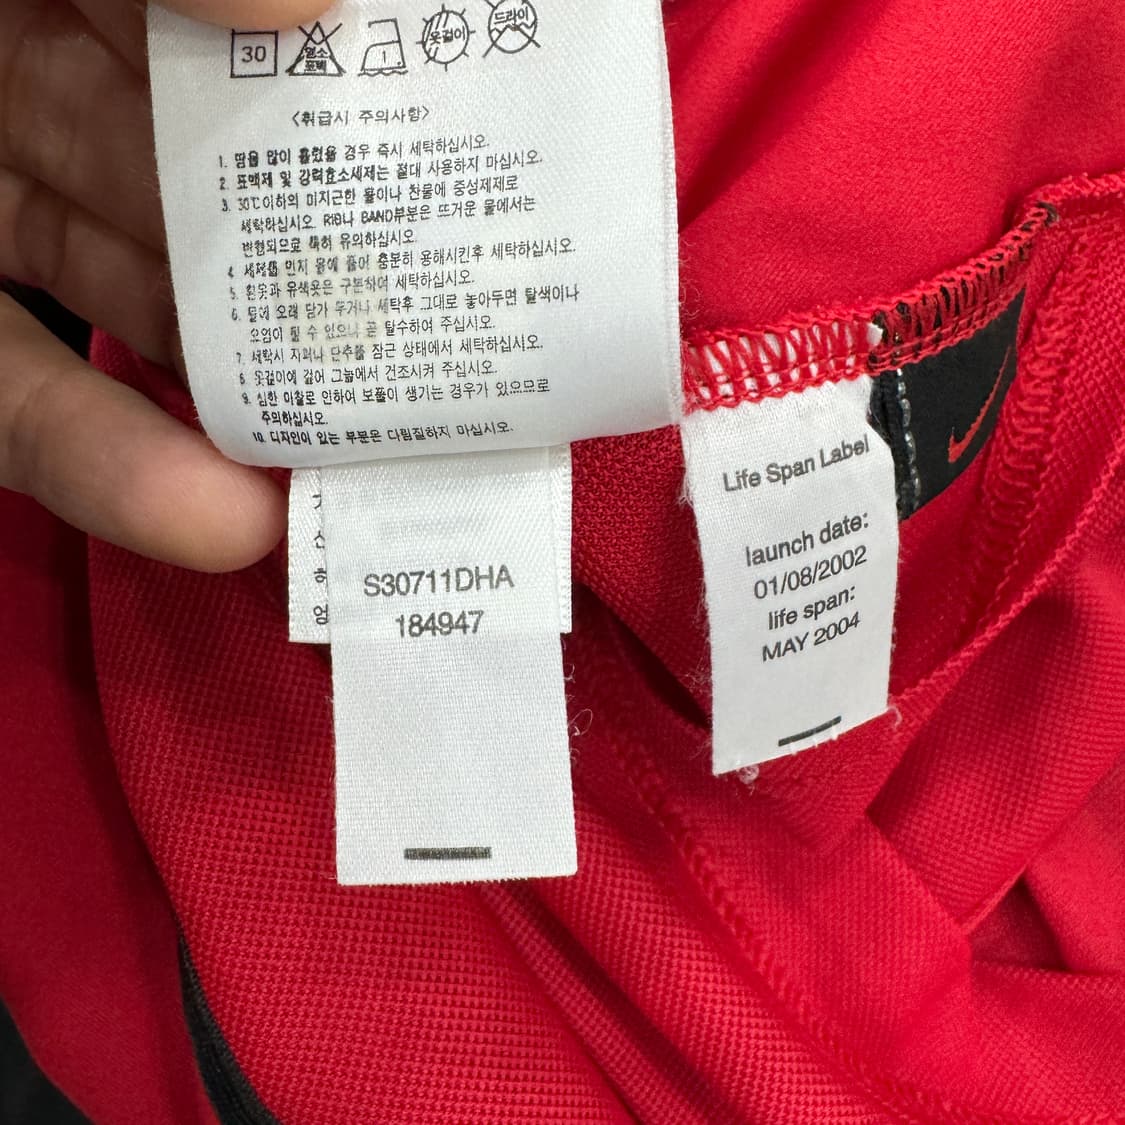 30
염소
표백
1
옷걸이
드라이
<취급시 주의사항>
1. 땀을 많이 흘렸을 경우 즉시 세탁하십시오.
2. 표백제 및 강력효소세제는 절대 사용하지 마십시오.
3. 30℃이하의 미지근한 물이나 찬물에 중성제제로
세탁하십시오. RIB나 BAND부분은 뜨거운 물에서는
변형되므로 특히 유의하십시오.
4. 세제를 먼저 물에 풀어 충분히 용해시킨후 세탁하십시오.
5. 흰옷과 유색옷은 구분하여 세탁하십시오.
6. 물에 오래 담가 두거나 세탁후 그대로 놓아두면 탈색이나
오염이 될 수 있으니 곧 탈수하여 주십시오.
7. 세탁시 지퍼나 단추를 잠근 상태에서 세탁하십시오.
8. 옷걸이에 걸어 그늘에서 건조시켜 주십시오.
9. 심한 마찰로 인하여 보풀이 생기는 경우가 있으므로
주의하십시오.
10. 디자인이 있는 부분은 다림질하지 마십시오.
S30711DHA
184947
Life Span Label
launch date:
01/08/2002
life span:
MAY 2004